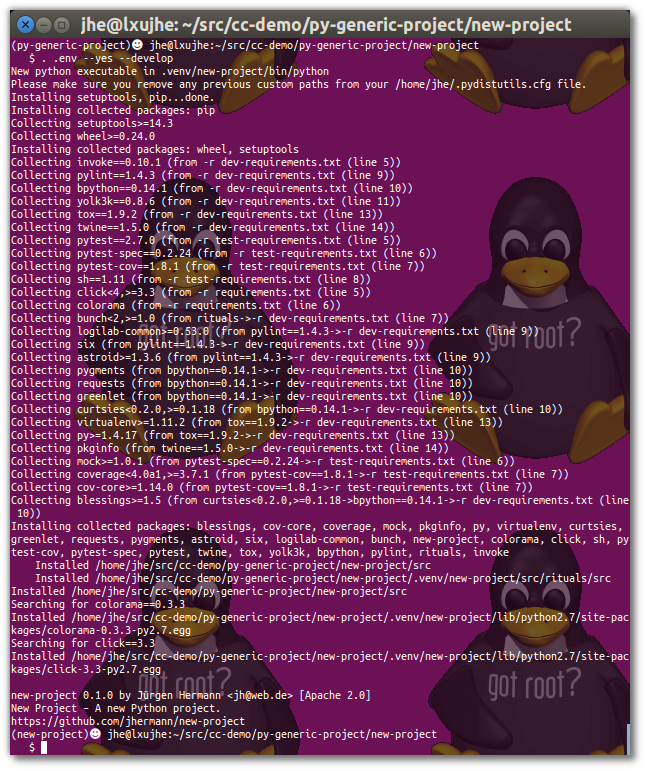 jhe@lxujhe: ~/src/cc-demo/py-generic-project/new-project
(py-generic-project)☻ jhe@lxujhe:~/src/cc-demo/py-generic-project/new-project
$ . .env --yes --develop
New python executable in .venv/new-project/bin/python
Please make sure you remove any previous custom paths from your /home/jhe/.pydistutils.cfg file.
Installing setuptools, pip...done.
Installing collected packages: pip
Collecting setuptools>=14.3
Collecting wheel>=0.24.0
Installing collected packages: wheel, setuptools
Collecting invoke==0.10.1 (from -r dev-requirements.txt (line 5))
Collecting pylint==1.4.3 (from -r dev-requirements.txt (line 9))
Collecting bpython==0.14.1 (from -r dev-requirements.txt (line 10))
Collecting yolk3k==0.8.6 (from -r dev-requirements.txt (line 11))
Collecting tox==1.9.2 (from -r dev-requirements.txt (line 13))
Collecting twine==1.5.0 (from -r dev-requirements.txt (line 14))
Collecting pytest==2.7.0 (from -r test-requirements.txt (line 5))
Collecting pytest-spec==0.2.24 (from -r test-requirements.txt (line 6))
Collecting pytest-cov==1.8.1 (from -r test-requirements.txt (line 7))
Collecting sh==1.11 (from -r test-requirements.txt (line 8))
Collecting click<4,>=3.3 (from -r requirements.txt (line 5))
Collecting colorama (from -r requirements.txt (line 6))
Collecting bunch<2,>=1.0 (from rituals->-r dev-requirements.txt (line 7))
Collecting logilab-common>=0.53.0 (from pylint==1.4.3->-r dev-requirements.txt (line 9))
Collecting six (from pylint==1.4.3->-r dev-requirements.txt (line 9))
Collecting astroid>=1.3.6 (from pylint==1.4.3->-r dev-requirements.txt (line 9))
Collecting pygments (from bpython==0.14.1->-r dev-requirements.txt (line 10))
Collecting requests (from bpython==0.14.1->-r dev-requirements.txt (line 10))
Collecting greenlet (from bpython==0.14.1->-r dev-requirements.txt (line 10))
Collecting curtsies<0.2.0,>=0.1.18 (from bpython==0.14.1->-r dev-requirements.txt (line 10))
Collecting virtualenv>=1.11.2 (from tox==1.9.2->-r dev-requirements.txt (line 13))
Collecting py>=1.4.17 (from tox==1.9.2->-r dev-requirements.txt (line 13))
Collecting pkginfo (from twine==1.5.0->-r dev-requirements.txt (line 14))
Collecting mock>=1.0.1 (from pytest-spec==0.2.24->-r test-requirements.txt (line 6))
Collecting coverage<4.0a1,>=3.7.1 (from pytest-cov==1.8.1->-r test-requirements.txt (line 7))
Collecting cov-core>=1.14.0 (from pytest-cov==1.8.1->-r test-requirements.txt (line 7))
Collecting blessings>=1.5 (from curtsies<0.2.0,>=0.1.18->bpython==0.14.1->-r dev-requirements.txt (line
10))
Installing collected packages: blessings, cov-core, coverage, mock, pkginfo, py, virtualenv, curtsies,
greenlet, requests, pygments, astroid, six, logilab-common, bunch, new-project, colorama, click, sh, py
test-cov, pytest-spec, pytest, twine, tox, yolk3k, bpython, pylint, rituals, invoke
Installed /home/jhe/src/cc-demo/py-generic-project/new-project/src
Installed /home/jhe/src/cc-demo/py-generic-project/new-project/.venv/new-project/src/rituals/src
Installed /home/jhe/src/cc-demo/py-generic-project/new-project/src
Searching for colorama==0.3.3
Installed /home/jhe/src/cc-demo/py-generic-project/new-project/.venv/new-project/lib/python2.7/site-pac
kages/colorama-0.3.3-py2.7.egg
Searching for click==3.3
Installed /home/jhe/src/cc-demo/py-generic-project/new-project/.venv/new-project/lib/python2.7/site-pac
kages/click-3.3-py2.7.egg
new-project 0.1.0 by Jürgen Hermann <jh@web.de> [Apache 2.0]
New Project - A new Python project.
https://github.com/jhermann/new-project
(new-project)☻ jhe@lxujhe:~/src/cc-demo/py-generic-project/new-project
$
got root?
got root?
got root?
got root?